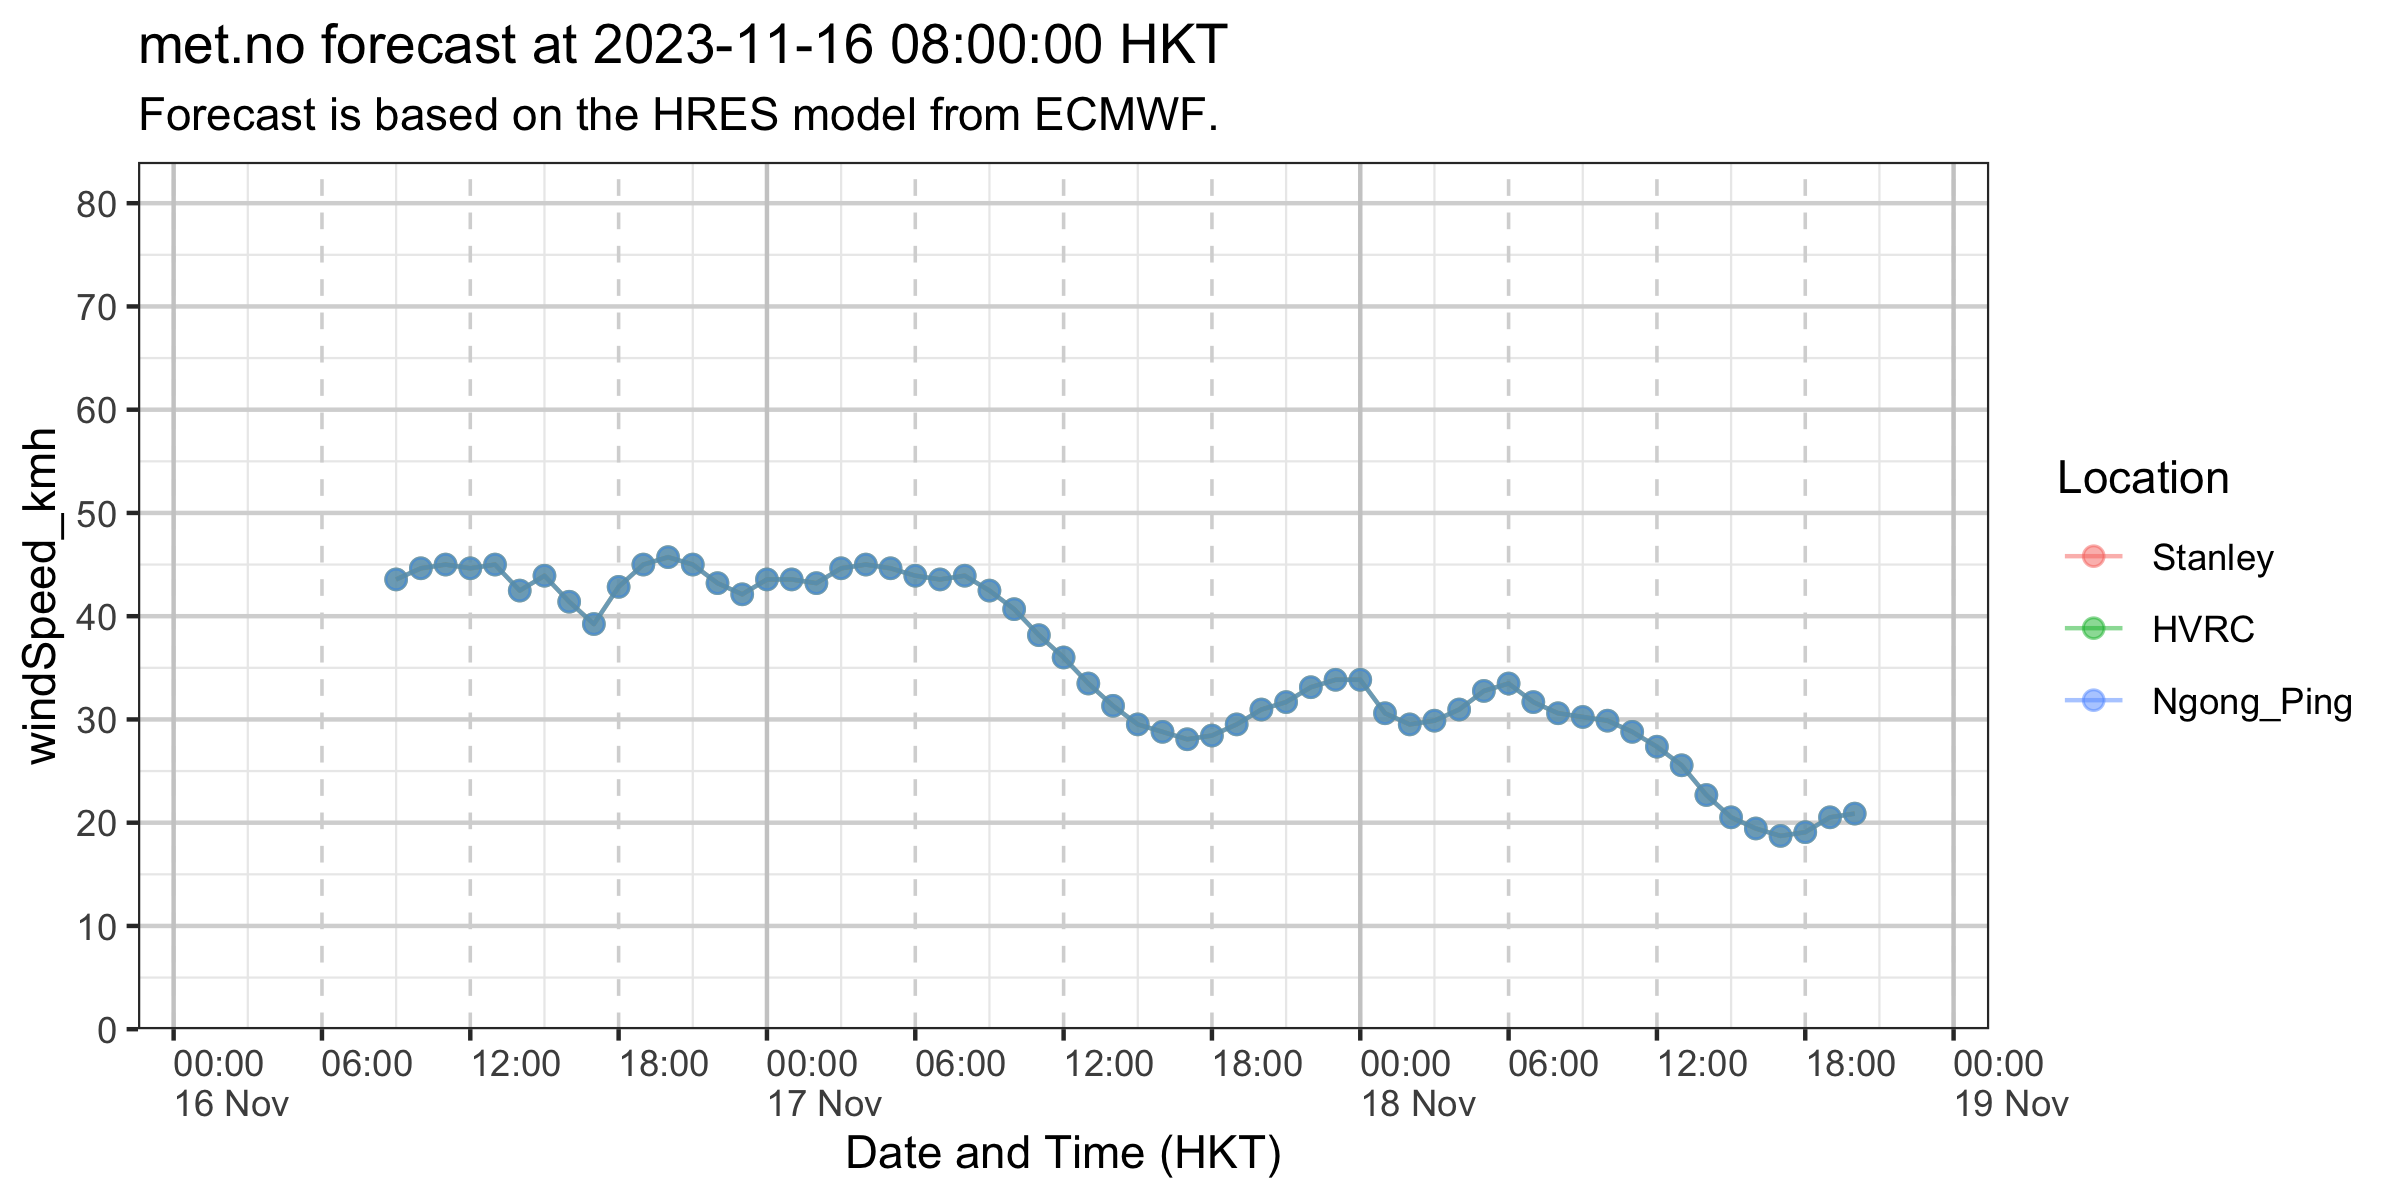 met.no forecast at 2023-11-16 08:00:00 HKT
Forecast is based on the HRES model from ECMWF.
windSpeed_kmh
80
70
60
50
40
30
20
10
0
00:00 06:00 12:00 18:00 00:00 06:00 12:00 18:00 00:00 06:00 12:00 18:00 00:00
16 Nov 17 Nov 18 Nov 19 Nov
Date and Time (HKT)
Location
Stanley
HVRC
Ngong_Ping